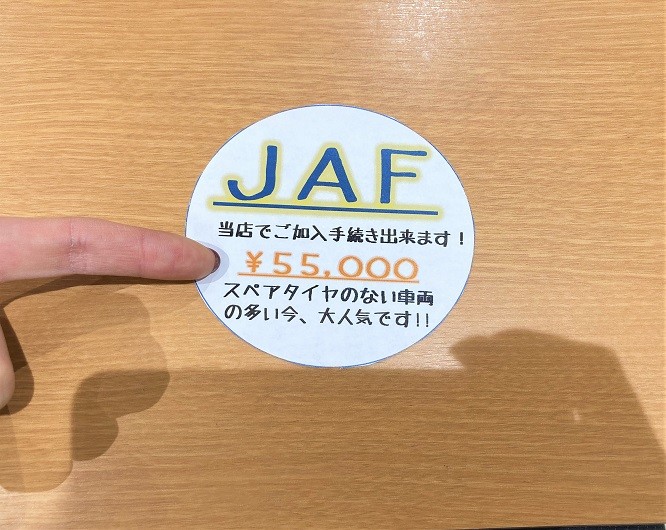 JAF
当店でご加入手続き出来ます！
￥55,000
スペアタイヤのない車両
の多い今、大人気です!!